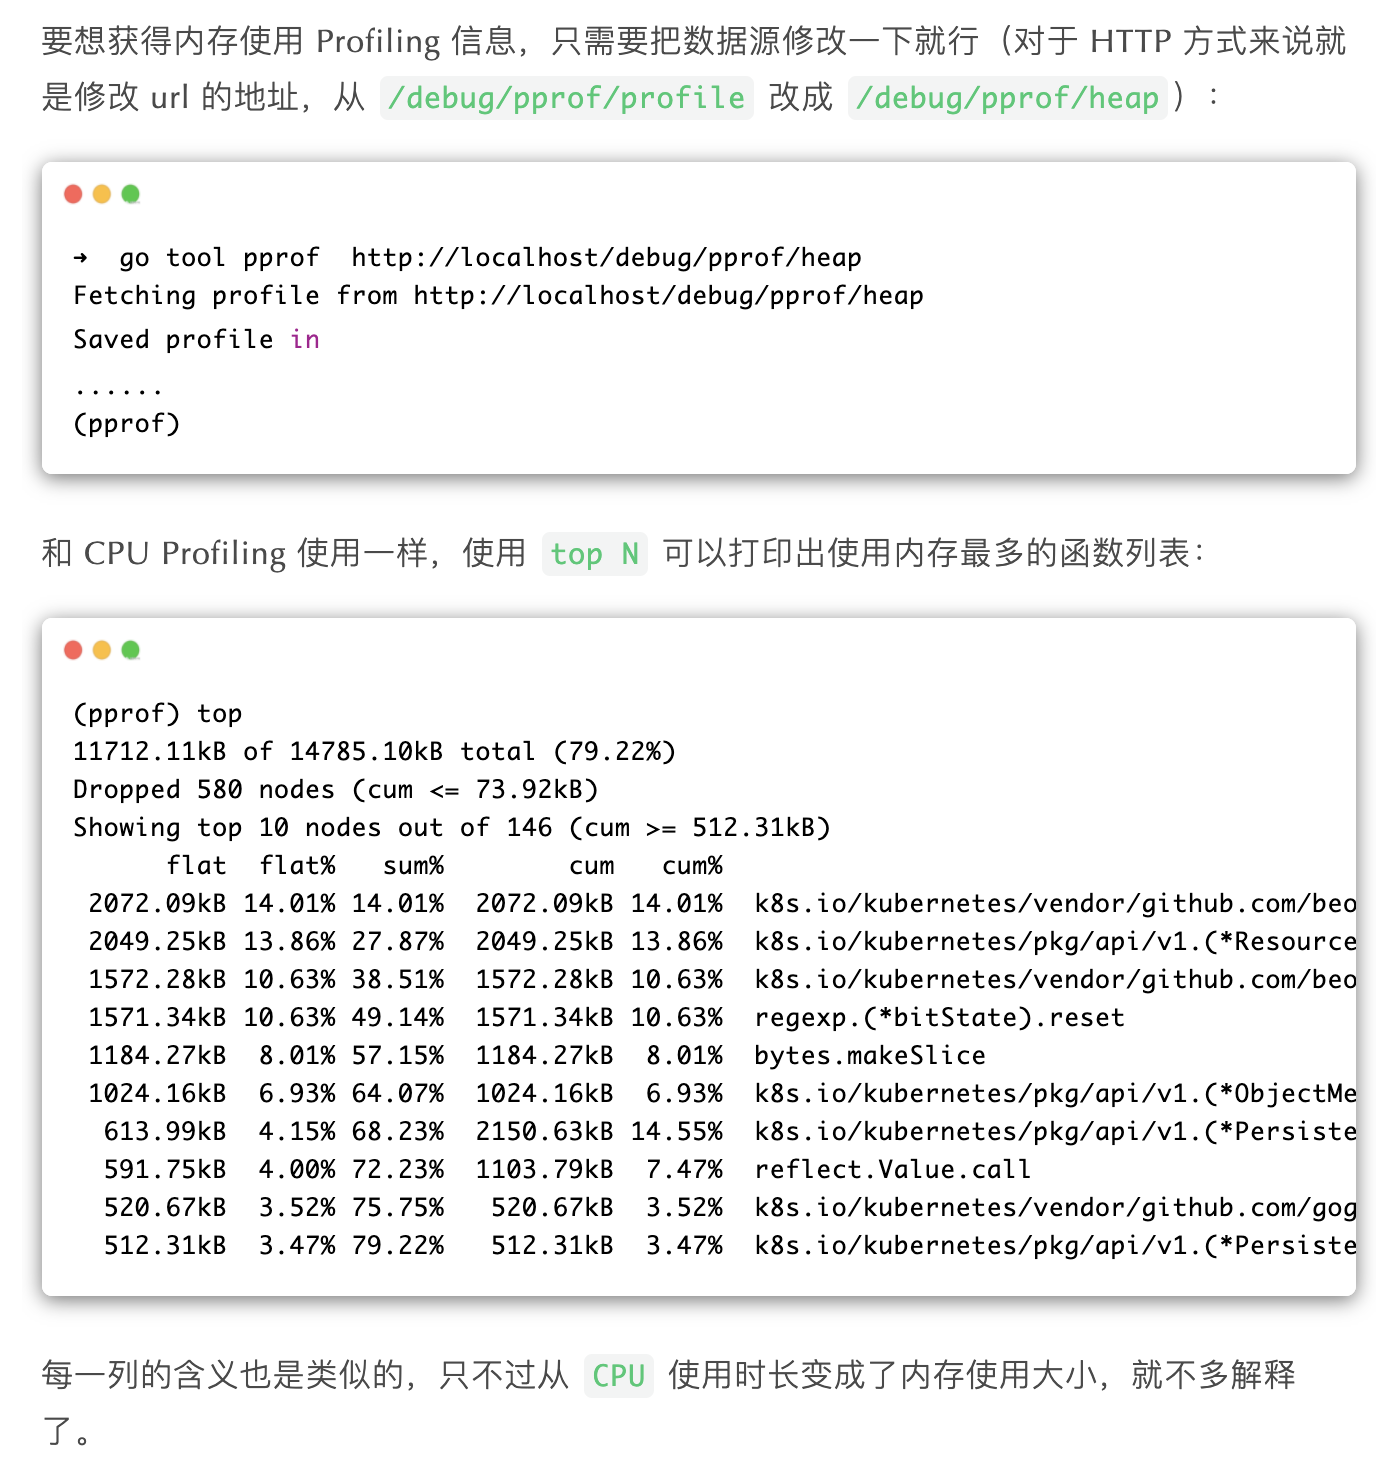 要想获得内存使用 Profiling 信息，只需要把数据源修改一下就行（对于 HTTP 方式来说就
是修改 url 的地址，从 /debug/pprof/profile 改成 /debug/pprof/heap）：
➜  go tool pprof  http://localhost/debug/pprof/heap
Fetching profile from http://localhost/debug/pprof/heap
Saved profile in
......
(pprof)
和 CPU Profiling 使用一样，使用 top N 可以打印出使用内存最多的函数列表：
(pprof) top
11712.11kB of 14785.10kB total (79.22%)
Dropped 580 nodes (cum <= 73.92kB)
Showing top 10 nodes out of 146 (cum >= 512.31kB)
      flat  flat%   sum%        cum   cum%
 2072.09kB 14.01% 14.01%  2072.09kB 14.01%  k8s.io/kubernetes/vendor/github.com/beo
 2049.25kB 13.86% 27.87%  2049.25kB 13.86%  k8s.io/kubernetes/pkg/api/v1.(*Resource
 1572.28kB 10.63% 38.51%  1572.28kB 10.63%  k8s.io/kubernetes/vendor/github.com/beo
 1571.34kB 10.63% 49.14%  1571.34kB 10.63%  regexp.(*bitState).reset
 1184.27kB  8.01% 57.15%  1184.27kB  8.01%  bytes.makeSlice
 1024.16kB  6.93% 64.07%  1024.16kB  6.93%  k8s.io/kubernetes/pkg/api/v1.(*ObjectMe
  613.99kB  4.15% 68.23%  2150.63kB 14.55%  k8s.io/kubernetes/pkg/api/v1.(*Persiste
  591.75kB  4.00% 72.23%  1103.79kB  7.47%  reflect.Value.call
  520.67kB  3.52% 75.75%   520.67kB  3.52%  k8s.io/kubernetes/vendor/github.com/gog
  512.31kB  3.47% 79.22%   512.31kB  3.47%  k8s.io/kubernetes/pkg/api/v1.(*Persiste
每一列的含义也是类似的，只不过从 CPU 使用时长变成了内存使用大小，就不多解释
了。